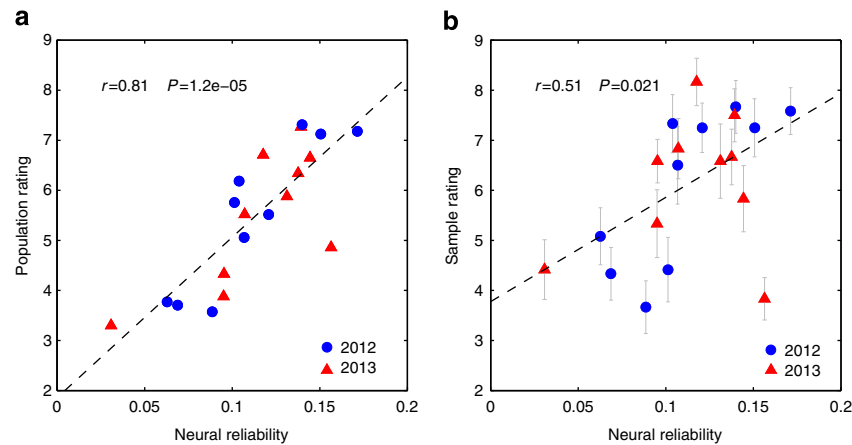 a
9
8
7
6
5
4
3
2
Population rating
r=0.81 P=1.2e−05
2012
2013
0 0.05 0.1 0.15 0.2
Neural reliability
b
9
8
7
6
5
4
3
2
Sample rating
r=0.51 P=0.021
2012
2013
0 0.05 0.1 0.15 0.2
Neural reliability